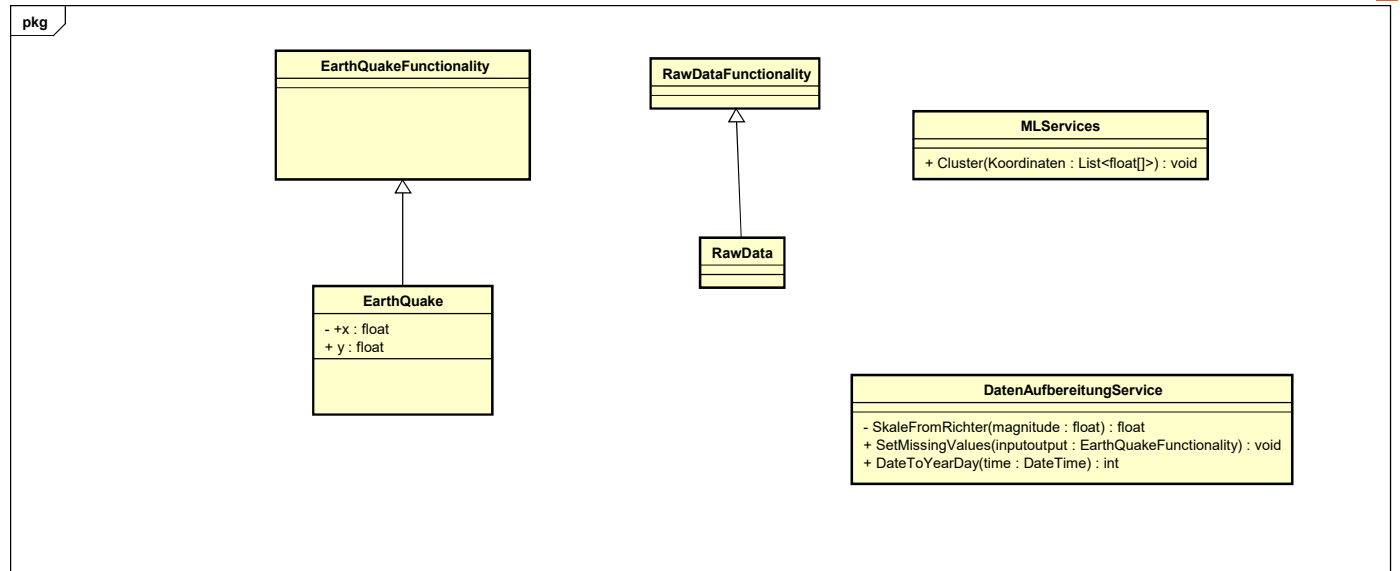 pkg
EarthQuakeFunctionality
RawDataFunctionality
MLServices
+ Cluster(Koordinaten : List<float[]>) : void
RawData
EarthQuake
- +x : float
+ y : float
DatenAufbereitungService
- SkaleFromRichter(magnitude : float) : float
+ SetMissingValues(inputoutput : EarthQuakeFunctionality) : void
+ DateToYearDay(time : DateTime) : int